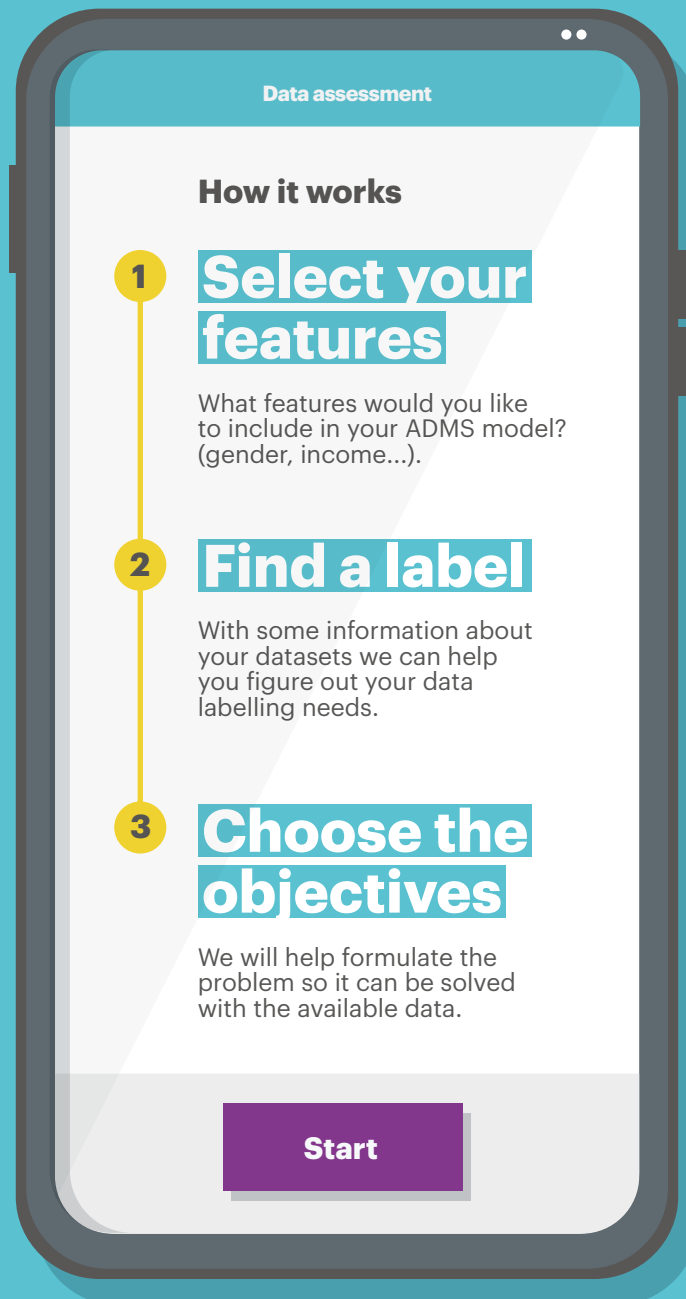 Data assessment
How it works
1
Select your
features
What features would you like
to include in your ADMS model?
(gender, income...).
2
Find a label
With some information about
your datasets we can help
you figure out your data
labelling needs.
3
Choose the
objectives
We will help formulate the
problem so it can be solved
with the available data.
Start